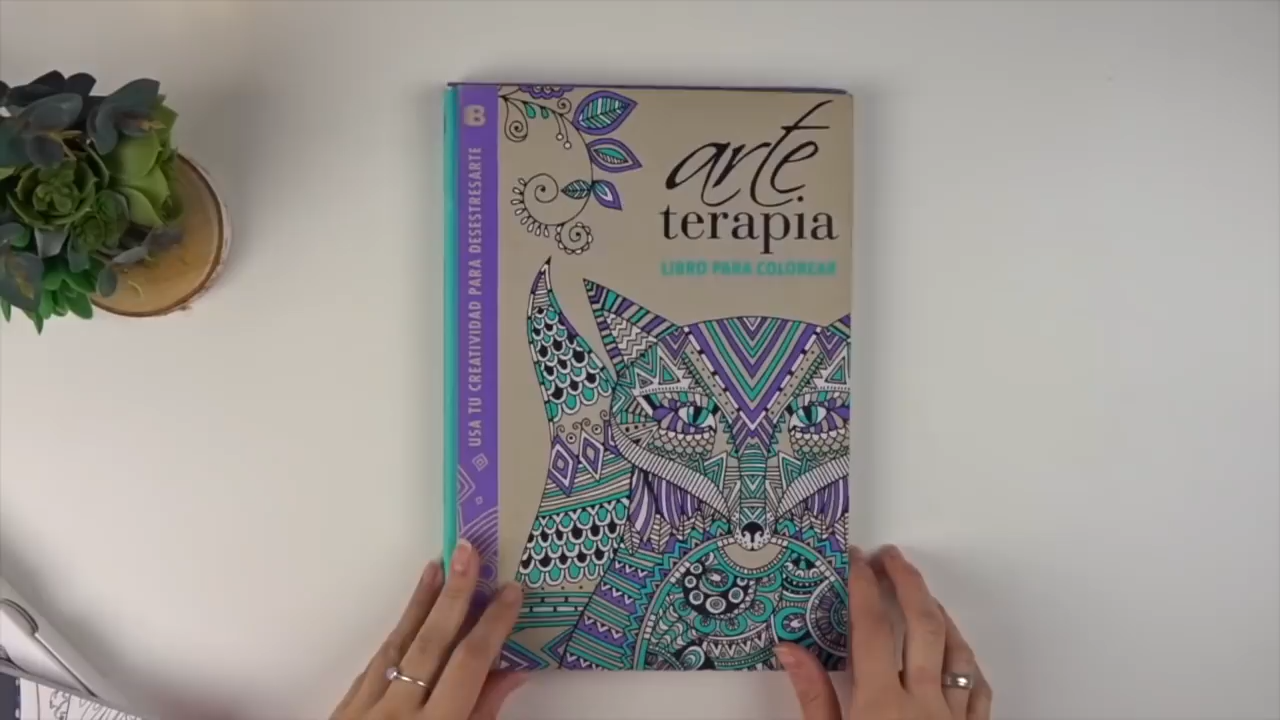 B
USA TU CREATIVIDAD PARA DESESTRESARTE
arte
terapia
LIBRO PARA COLOREAR